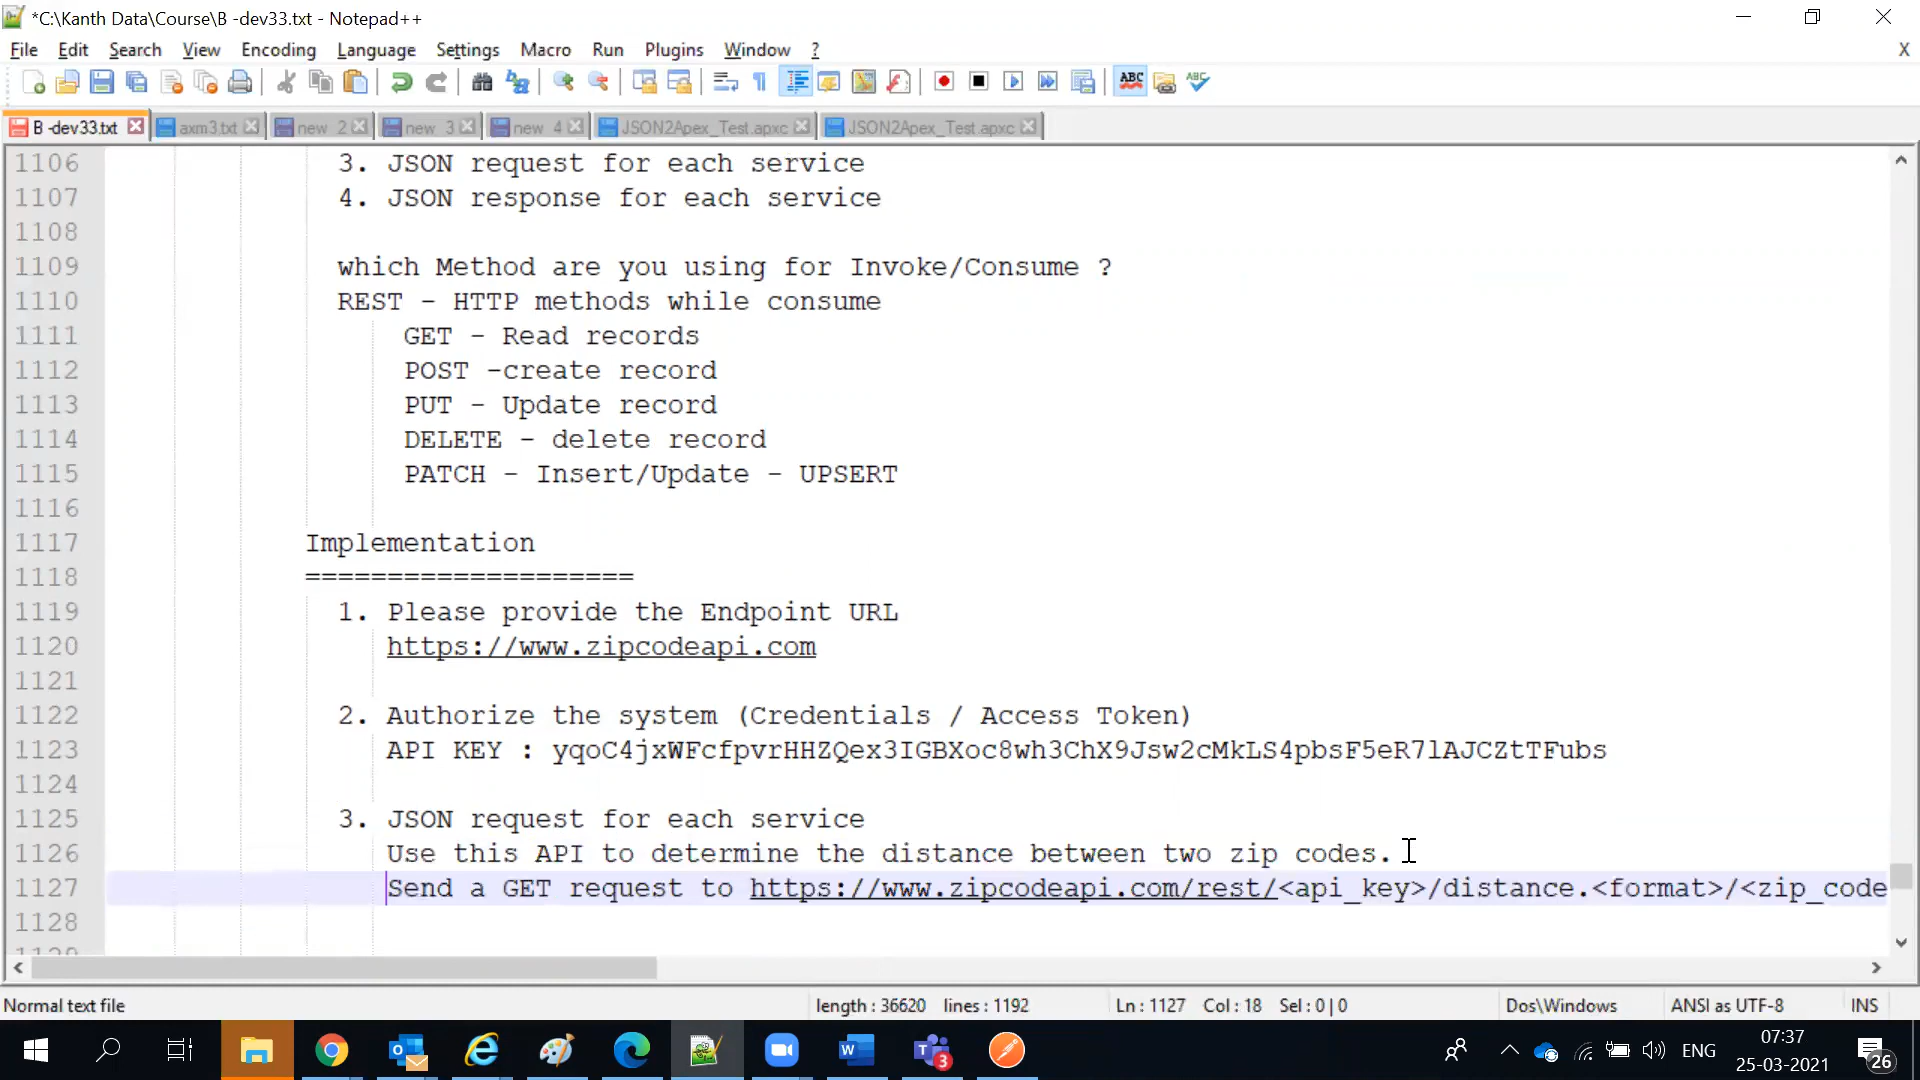 *C:\Kanth Data\Course\B -dev33.txt - Notepad++
File Edit Search View Encoding Language Settings Macro Run Plugins Window ? X
B -dev33.txt axm3.txt new 2 new 3 new 4 JSON2Apex_Test.apxc JSON2Apex_Test.apxc
1106 3. JSON request for each service
1107 4. JSON response for each service
1108
1109 which Method are you using for Invoke/Consume ?
1110 REST - HTTP methods while consume
1111 GET - Read records
1112 POST -create record
1113 PUT - Update record
1114 DELETE - delete record
1115 PATCH - Insert/Update - UPSERT
1116
1117 Implementation
1118 ====================
1119 1. Please provide the Endpoint URL
1120 https://www.zipcodeapi.com
1121
1122 2. Authorize the system (Credentials / Access Token)
1123 API KEY : yqoC4jxWFcfpvrHHZQex3IGBXoc8wh3ChX9Jsw2cMkLS4pbsF5eR7lAJCZtTFubs
1124
1125 3. JSON request for each service
1126 Use this API to determine the distance between two zip codes.
1127 Send a GET request to https://www.zipcodeapi.com/rest/<api_key>/distance.<format>/<zip_code
1128
1129
Normal text file length : 36620 lines : 1192 Ln : 1127 Col : 18 Sel : 0 | 0 Dos\Windows ANSI as UTF-8 INS
ENG 07:37
25-03-2021
3
26